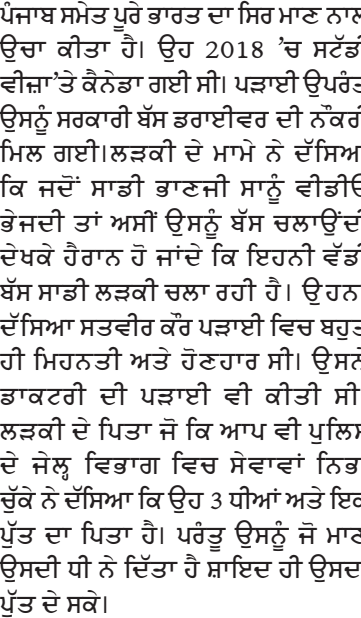 ਪੰਜਾਬ ਸਮੇਤ ਪੂਰੇ ਭਾਰਤ ਦਾ ਸਿਰ ਮਾਣ ਨਾਲ
ਉਚਾ ਕੀਤਾ ਹੈ। ਉਹ 2018 ’ਚ ਸਟੱਡੀ
ਵੀਜ਼ਾ’ਤੇ ਕੈਨੇਡਾ ਗਈ ਸੀ। ਪੜਾਈ ਉਪਰੰਤ
ਉਸਨੂੰ ਸਰਕਾਰੀ ਬੱਸ ਡਰਾਈਵਰ ਦੀ ਨੌਕਰੀ
ਮਿਲ ਗਈ।ਲੜਕੀ ਦੇ ਮਾਮੇ ਨੇ ਦੱਸਿਆ
ਕਿ ਜਦੋਂ ਸਾਡੀ ਭਾਣਜੀ ਸਾਨੂੰ ਵੀਡੀਓ
ਭੇਜਦੀ ਤਾਂ ਅਸੀਂ ਉਸਨੂੰ ਬੱਸ ਚਲਾਉਂਦੀ
ਦੇਖਕੇ ਹੈਰਾਨ ਹੋ ਜਾਂਦੇ ਕਿ ਇਹਨੀ ਵੱਡੀ
ਬੱਸ ਸਾਡੀ ਲੜਕੀ ਚਲਾ ਰਹੀ ਹੈ। ਉਹਨਾਂ
ਦੱਸਿਆ ਸਤਵੀਰ ਕੌਰ ਪੜਾਈ ਵਿਚ ਬਹੁਤ
ਹੀ ਮਿਹਨਤੀ ਅਤੇ ਹੋਣਹਾਰ ਸੀ। ਉਸਨੇ
ਡਾਕਟਰੀ ਦੀ ਪੜਾਈ ਵੀ ਕੀਤੀ ਸੀ
ਲੜਕੀ ਦੇ ਪਿਤਾ ਜੋ ਕਿ ਆਪ ਵੀ ਪੁਲਿਸ
ਦੇ ਜੇਲ੍ਹ ਵਿਭਾਗ ਵਿਚ ਸੇਵਾਵਾਂ ਨਿਭਾ
ਚੁੱਕੇ ਨੇ ਦੱਸਿਆ ਕਿ ਉਹ 3 ਧੀਆਂ ਅਤੇ ਇਕ
ਪੁੱਤ ਦਾ ਪਿਤਾ ਹੈ। ਪਰੰਤੂ ਉਸਨੂੰ ਜੋ ਮਾਣ
ਉਸਦੀ ਧੀ ਨੇ ਦਿੱਤਾ ਹੈ ਸ਼ਾਇਦ ਹੀ ਉਸਦਾ
ਪੁੱਤ ਦੇ ਸਕੇ।